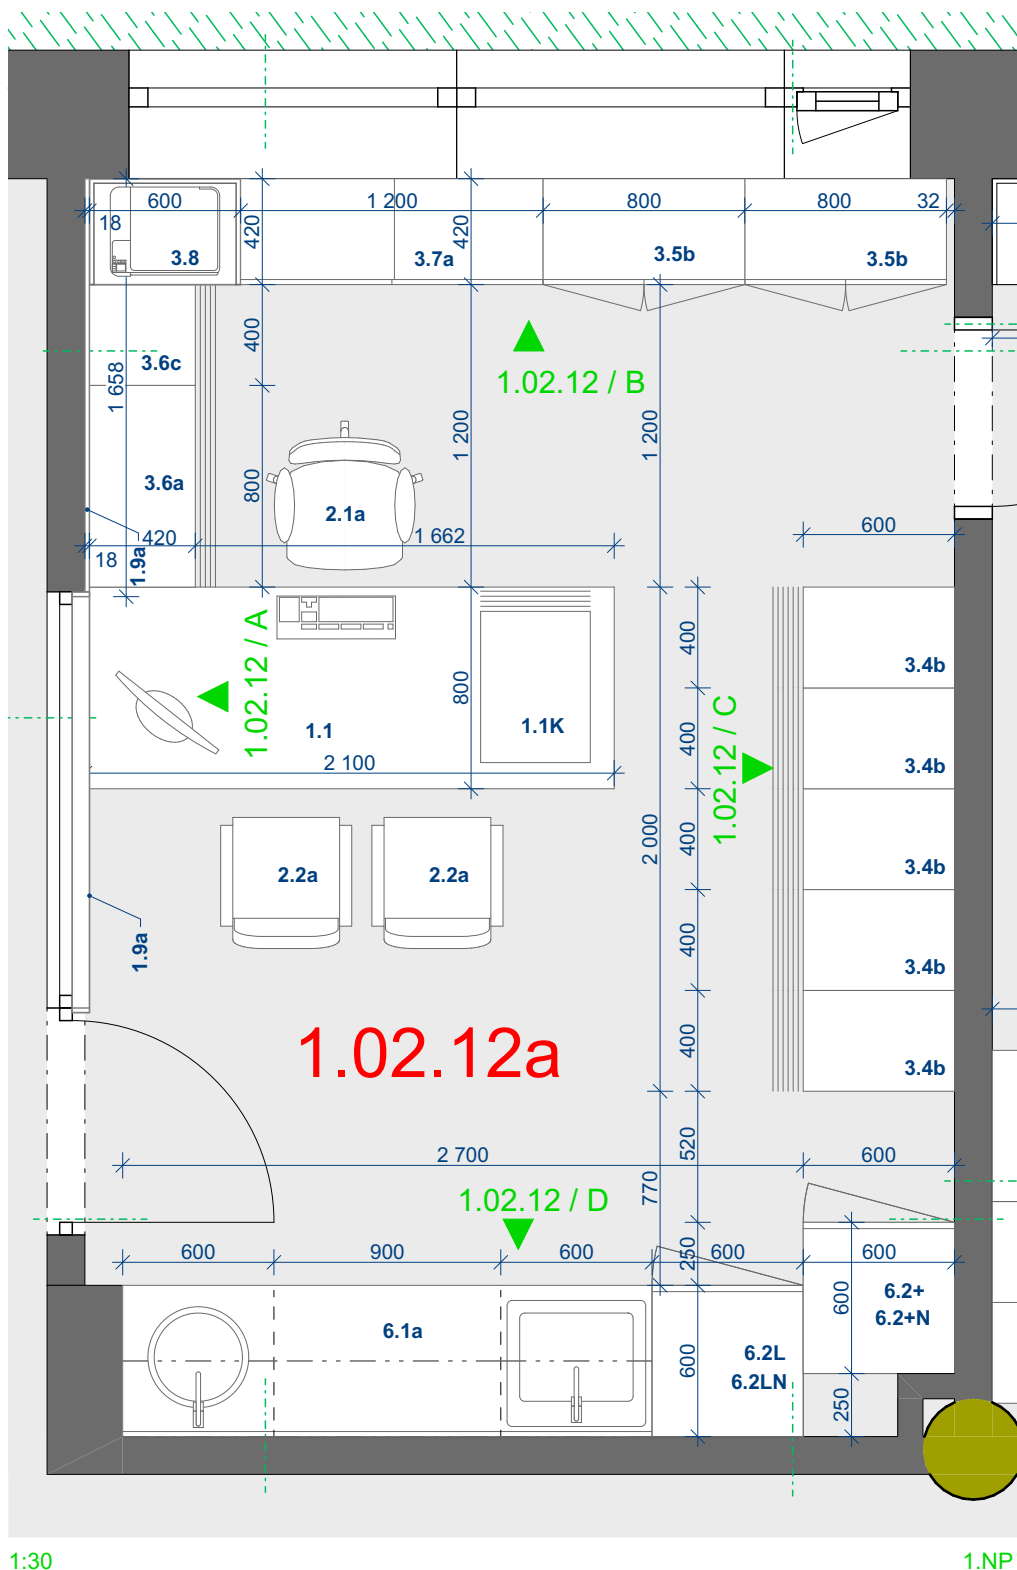 600
1 200
800
800
32
18
420
420
3.8
3.7a
3.5b
3.5b
400
1.02.12 / B
3.6c
1 658
1 200
1 200
3.6a
800
2.1a
420
1 662
600
18
1.9a
1.02.12 / A
400
3.4b
800
1.1
1.1K
1.02.12 / C
400
3.4b
2 100
2 000
400
3.4b
2.2a
2.2a
1.9a
400
3.4b
1.02.12a
400
3.4b
520
2 700
600
770
1.02.12 / D
600
900
600
250
600
600
6.1a
600
6.2+
6.2+N
600
6.2L
6.2LN
250
1:30
1.NP